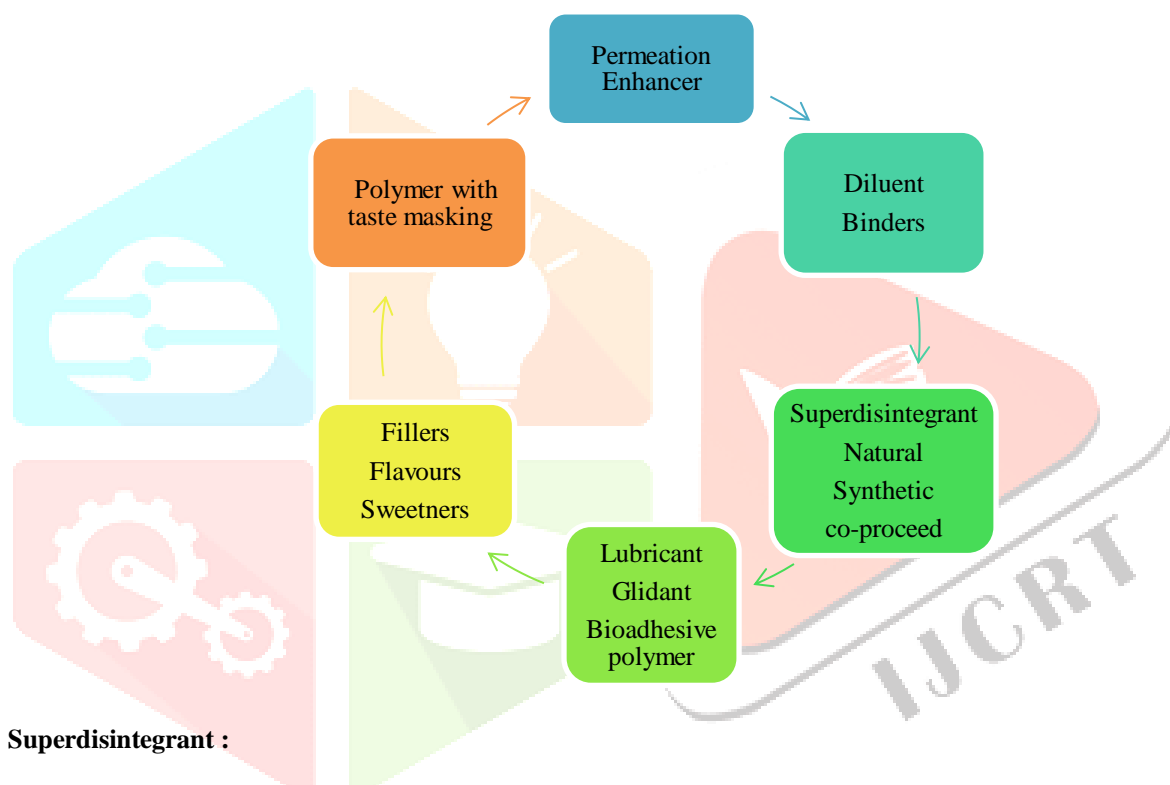 Permeation
Enhancer
Diluent
Binders
Superdisintegrant
Natural
Synthetic
co-proceed
Lubricant
Glidant
Bioadhesive
polymer
Fillers
Flavours
Sweetners
Polymer with
taste masking
IJCRT
Superdisintegrant :